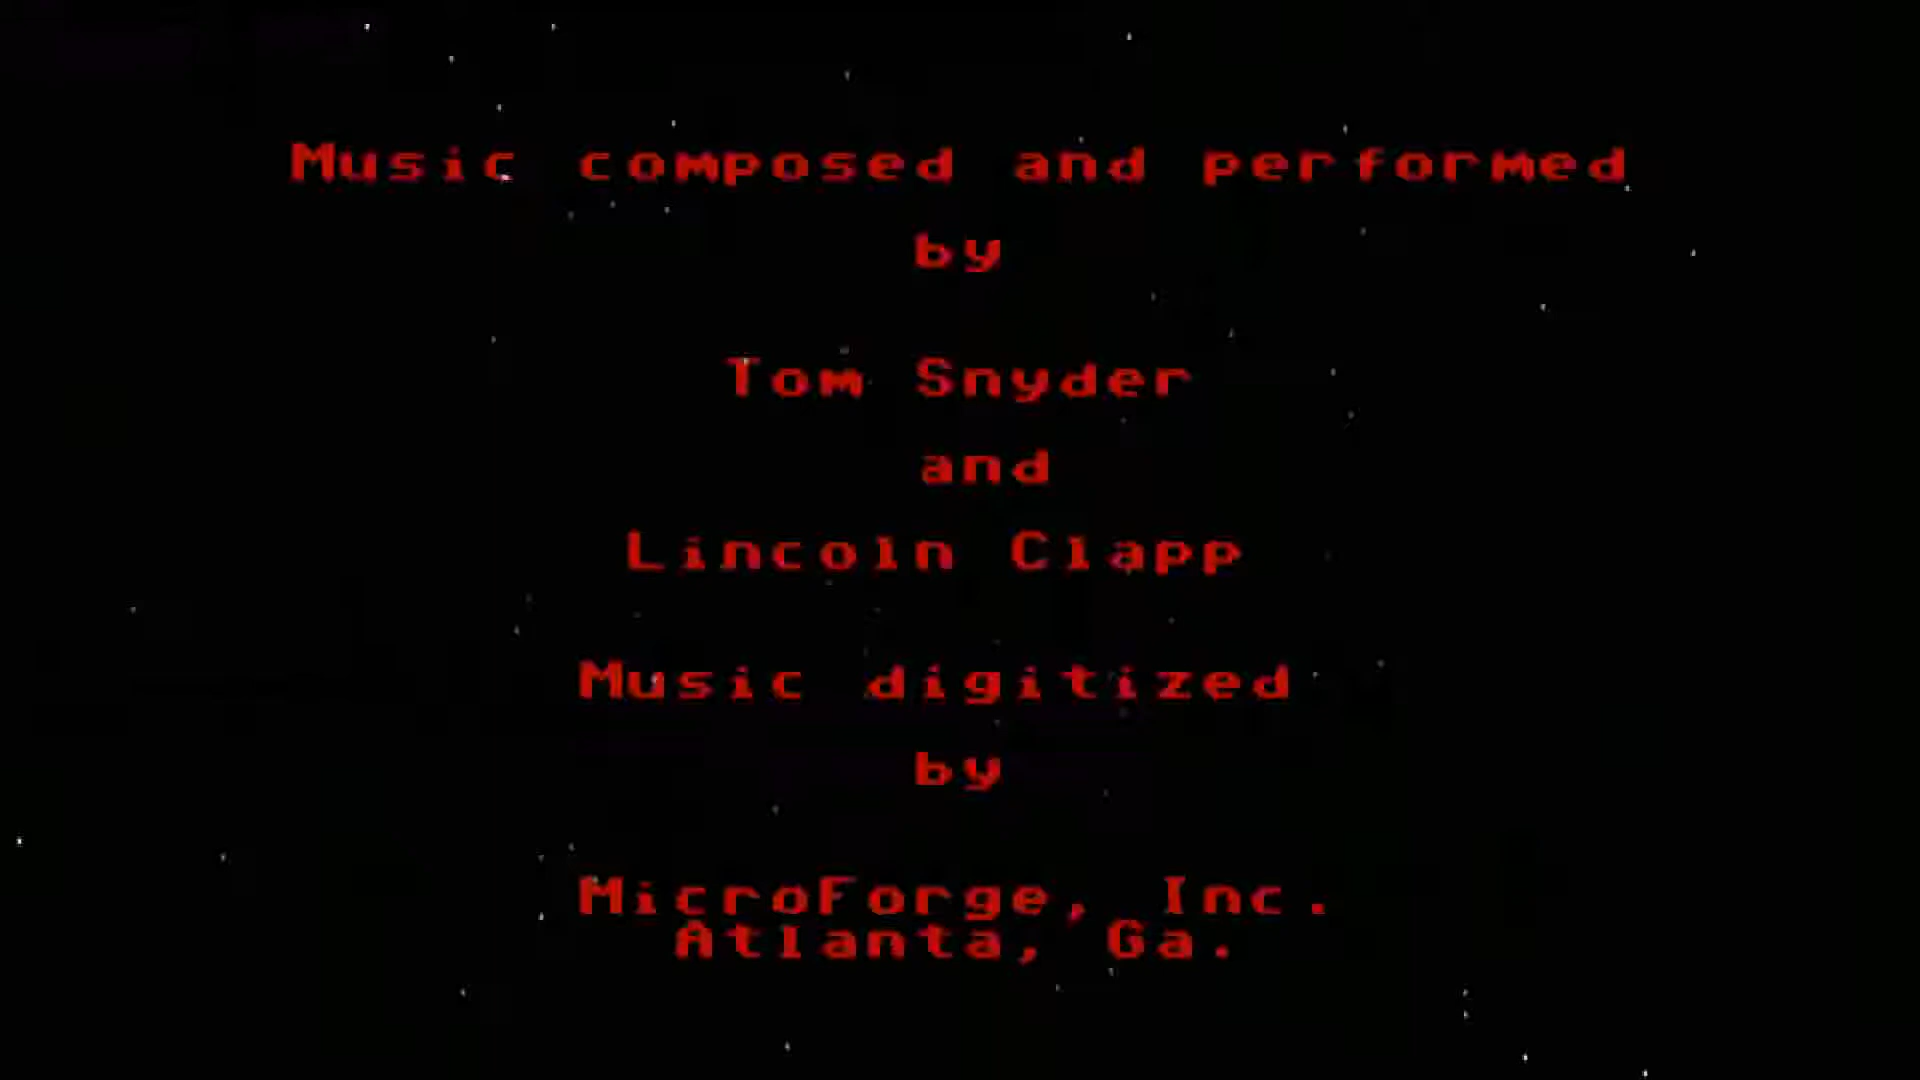 Music composed and performed
by
Tom Snyder
and
Lincoln Clapp
Music digitized
by
MicroForge, Inc.
Atlanta, Ga.